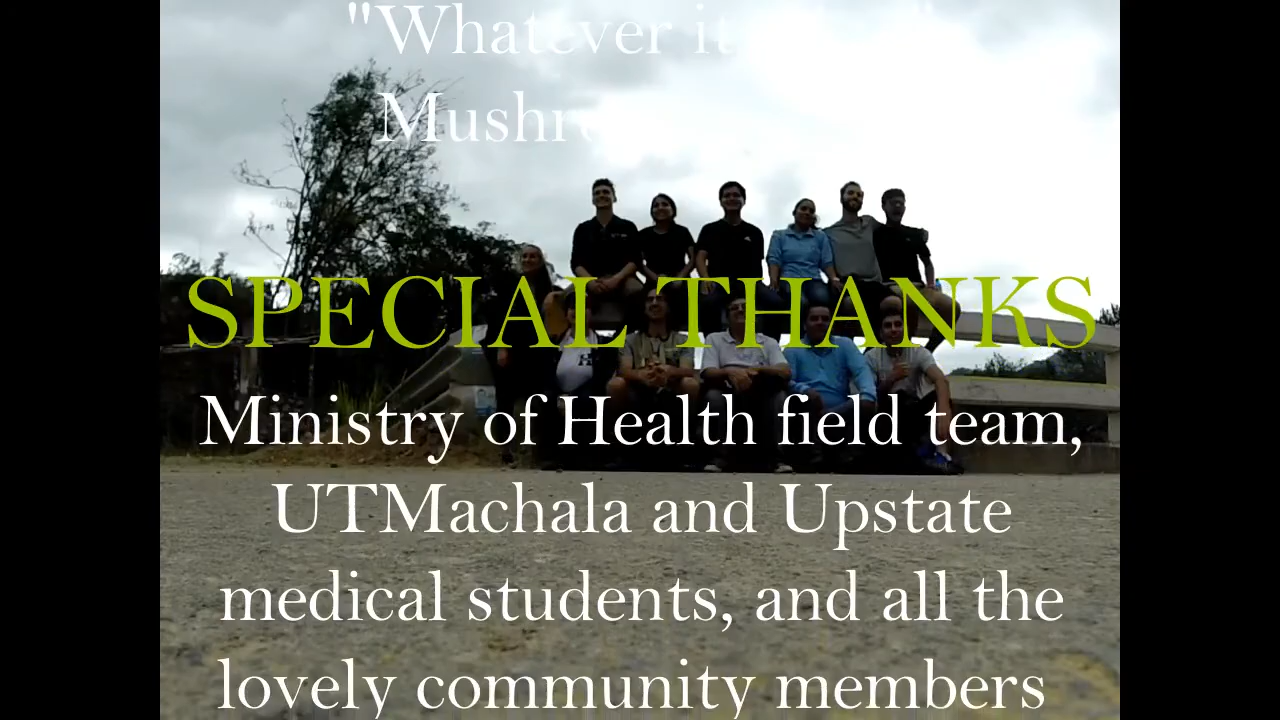 "Whatever it
SPECIAL THANKS
Ministry of Health field team,
UTMachala and Upstate
medical students, and all the
lovely community members